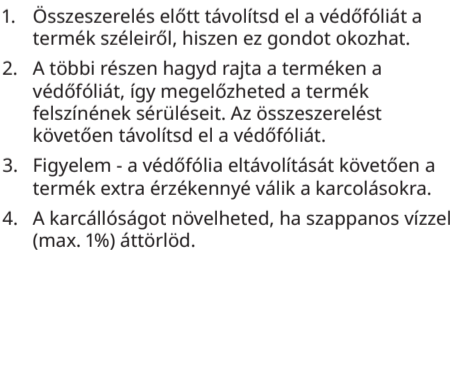 1. Összeszerelés előtt távolítsd el a védőfóliát a
termék széleiről, hiszen ez gondot okozhat.
2. A többi részen hagyd rajta a terméken a
védőfóliát, így megelőzheted a termék
felszínének sérüléseit. Az összeszerelést
követően távolítsd el a védőfóliát.
3. Figyelem - a védőfólia eltávolítását követően a
termék extra érzékennyé válik a karcolásokra.
4. A karcállóságot növelheted, ha szappanos vízzel
(max. 1%) áttörlöd.